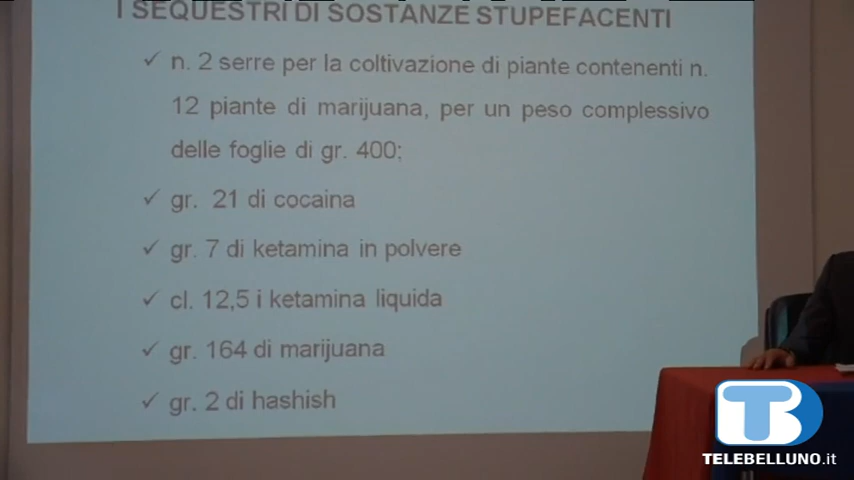 I SEQUESTRI DI SOSTANZE STUPEFACENTI
✓ n. 2 serre per la coltivazione di piante contenenti n.
12 piante di marijuana, per un peso complessivo
delle foglie di gr. 400;
✓ gr. 21 di cocaina
✓ gr. 7 di ketamina in polvere
✓ cl. 12,5 i ketamina liquida
✓ gr. 164 di marijuana
✓ gr. 2 di hashish
TB
TELEBELLUNO.it